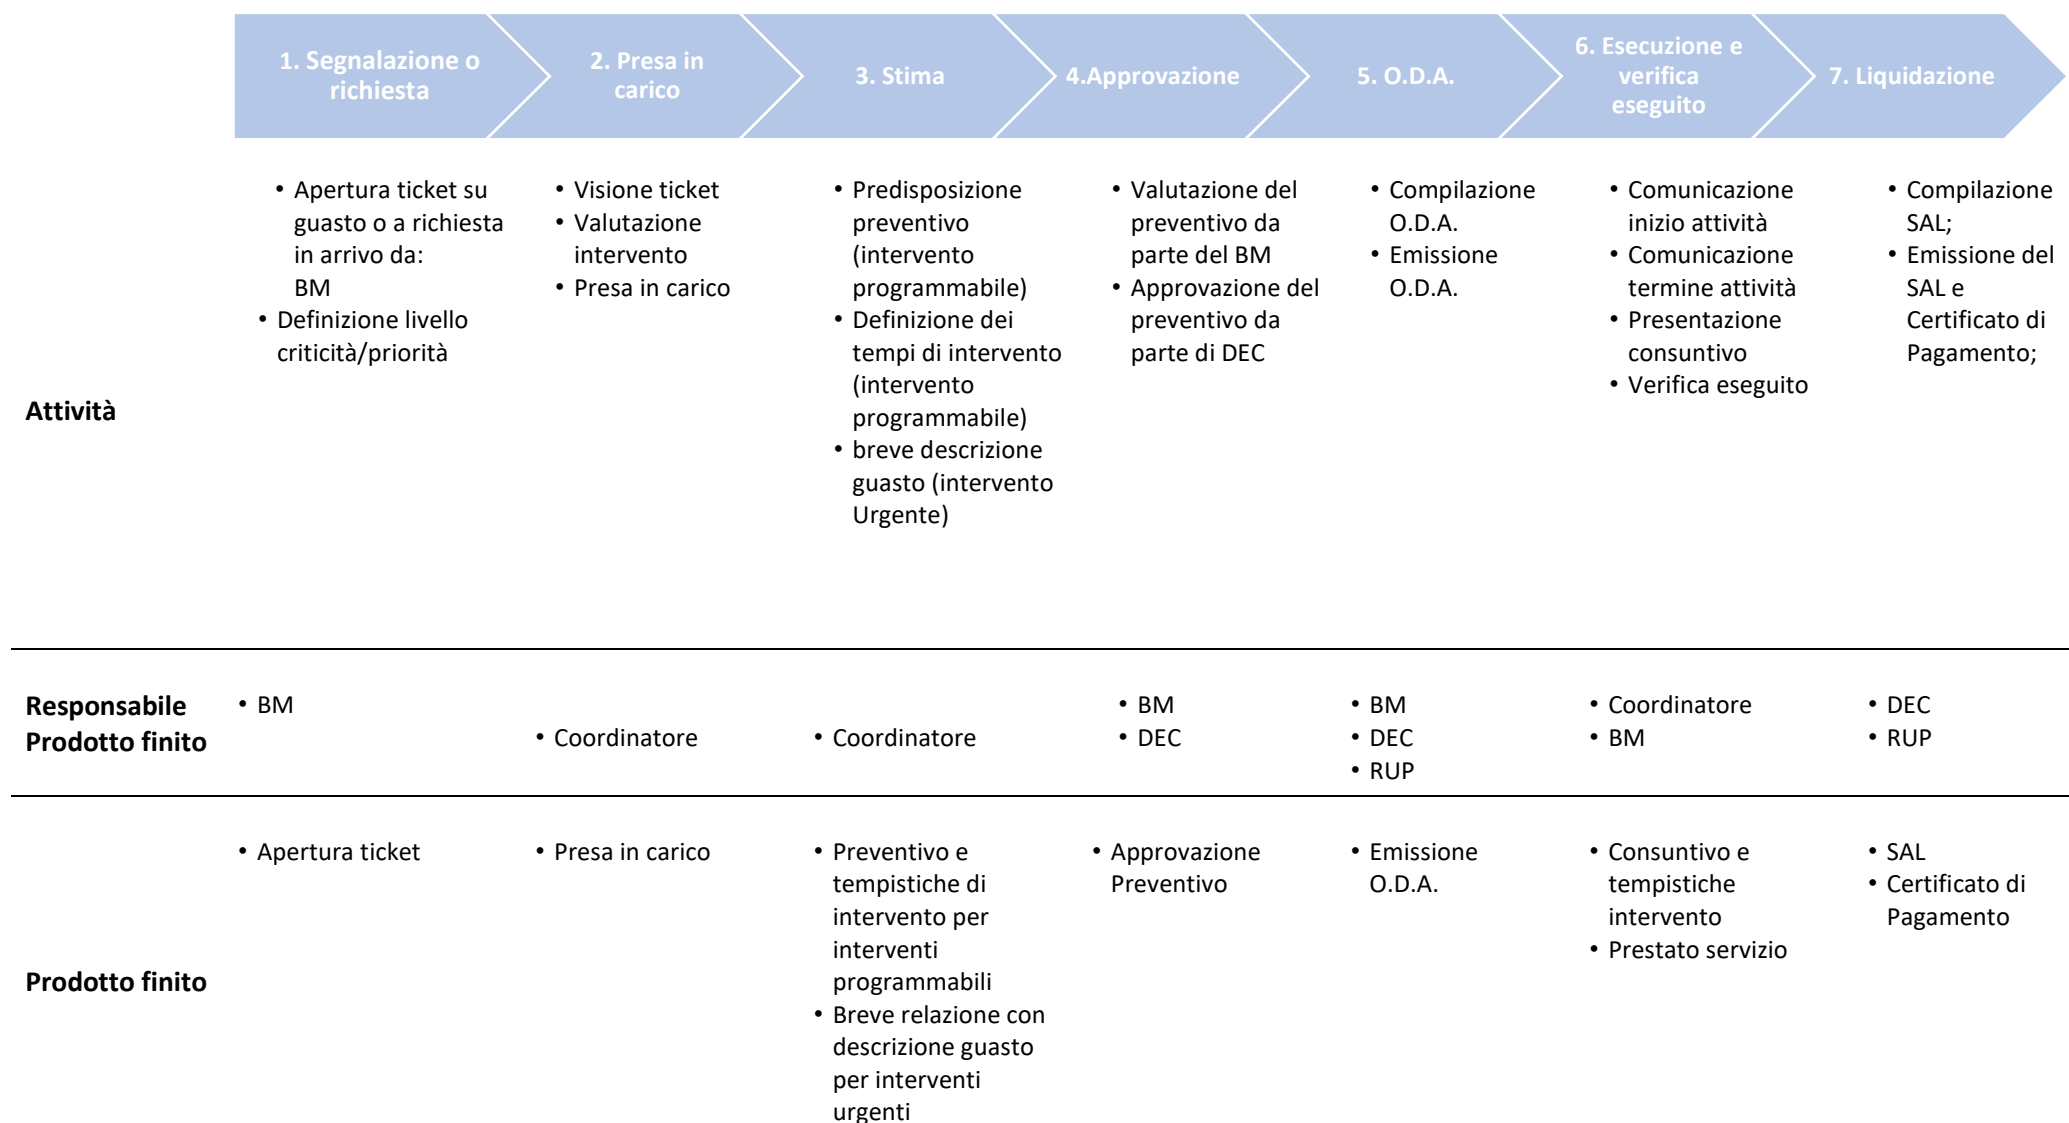 1. Segnalazione o
richiesta
2. Presa in
carico
3. Stima
4.Approvazione
5. O.D.A.
6. Esecuzione e
verifica
eseguito
7. Liquidazione
Attività
• Apertura ticket su
guasto o a richiesta
in arrivo da:
BM
• Definizione livello
criticità/priorità
• Visione ticket
• Valutazione
intervento
• Presa in carico
• Predisposizione
preventivo
(intervento
programmabile)
• Definizione dei
tempi di intervento
(intervento
programmabile)
• breve descrizione
guasto (intervento
Urgente)
• Valutazione del
preventivo da
parte del BM
• Approvazione del
preventivo da
parte di DEC
• Compilazione
O.D.A.
• Emissione
O.D.A.
• Comunicazione
inizio attività
• Comunicazione
termine attività
• Presentazione
consuntivo
• Verifica eseguito
• Compilazione
SAL;
• Emissione del
SAL e
Certificato di
Pagamento;
Responsabile
Prodotto finito
• BM
• Coordinatore
• Coordinatore
• BM
• DEC
• BM
• DEC
• RUP
• Coordinatore
• BM
• DEC
• RUP
Prodotto finito
• Apertura ticket
• Presa in carico
• Preventivo e
tempistiche di
intervento per
interventi
programmabili
• Breve relazione con
descrizione guasto
per interventi
urgenti
• Approvazione
Preventivo
• Emissione
O.D.A.
• Consuntivo e
tempistiche
intervento
• Prestato servizio
• SAL
• Certificato di
Pagamento